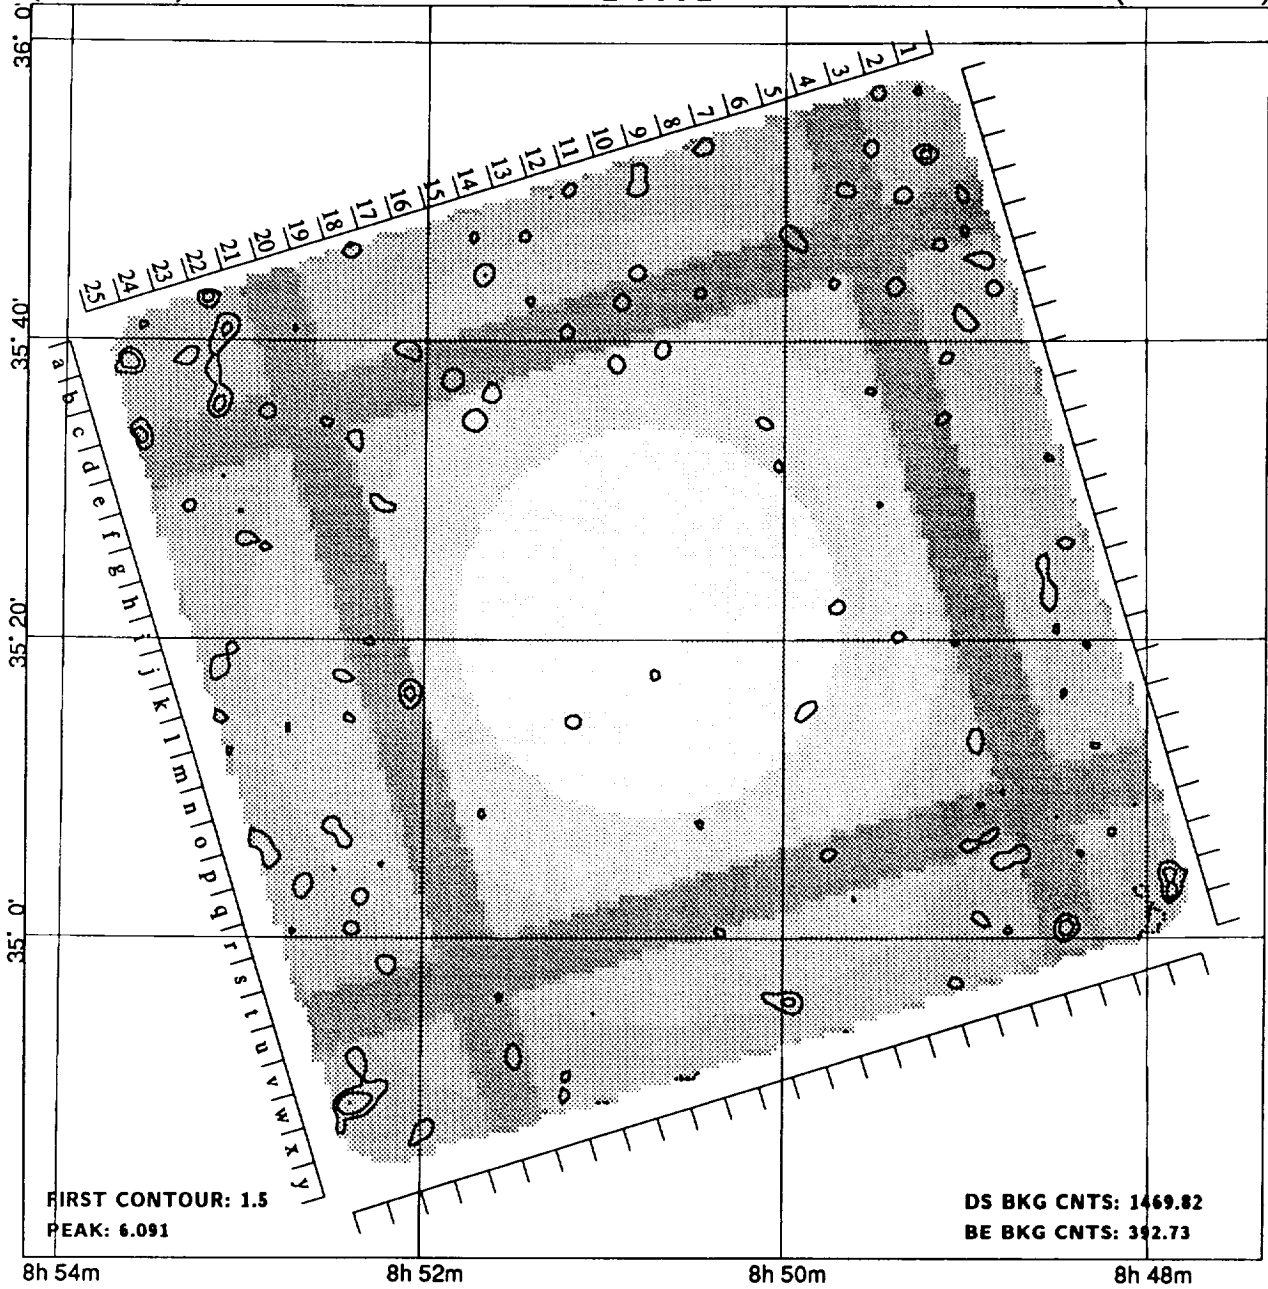 36° 0'
1 2 3 4 5 6 7 8 9 10 11 12 13 14 15 16 17 18 19 20 21 22 23 24 25
35° 40'
a b c d e f g h i j k l m n o p q r s t u v w x y
35° 20'
35° 0'
FIRST CONTOUR: 1.5
DS BKG CNTS: 1469.82
PEAK: 6.091
BE BKG CNTS: 392.73
8h 54m
8h 52m
8h 50m
8h 48m